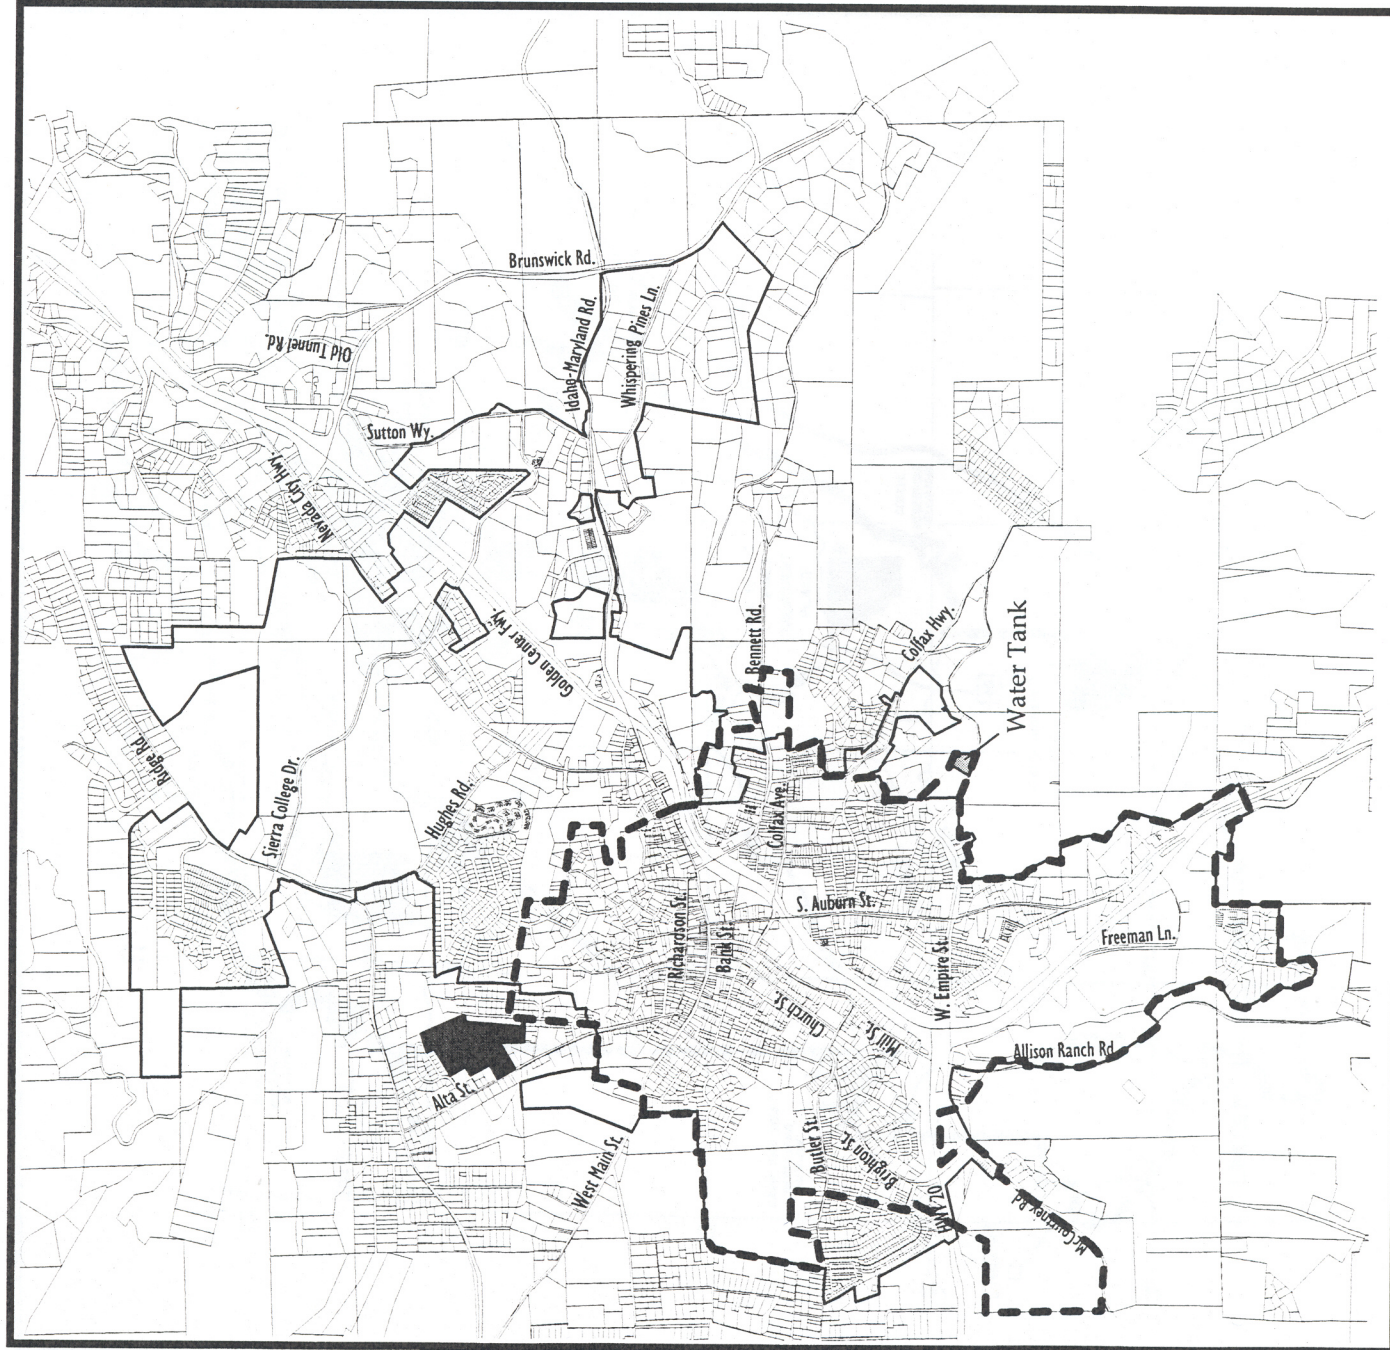 Brunswick Rd.
Idaho-Maryland Rd.
Whispering Pines Ln.
Old Tunnel Rd.
Sutton Wy.
Nevada City Hwy.
Golden Center Fwy.
Bennett Rd.
Colfax Hwy.
Water Tank
Ridge Rd.
Sierra College Dr.
Hughes Rd.
Colfax Ave.
S. Auburn St.
Richardson St.
Bank St.
Freeman Ln.
W. Empire St.
Church St.
Mill St.
Allison Ranch Rd
Alta St.
West Main St.
Butler St.
Brighton St.
HWY 20
McCourtney Rd.